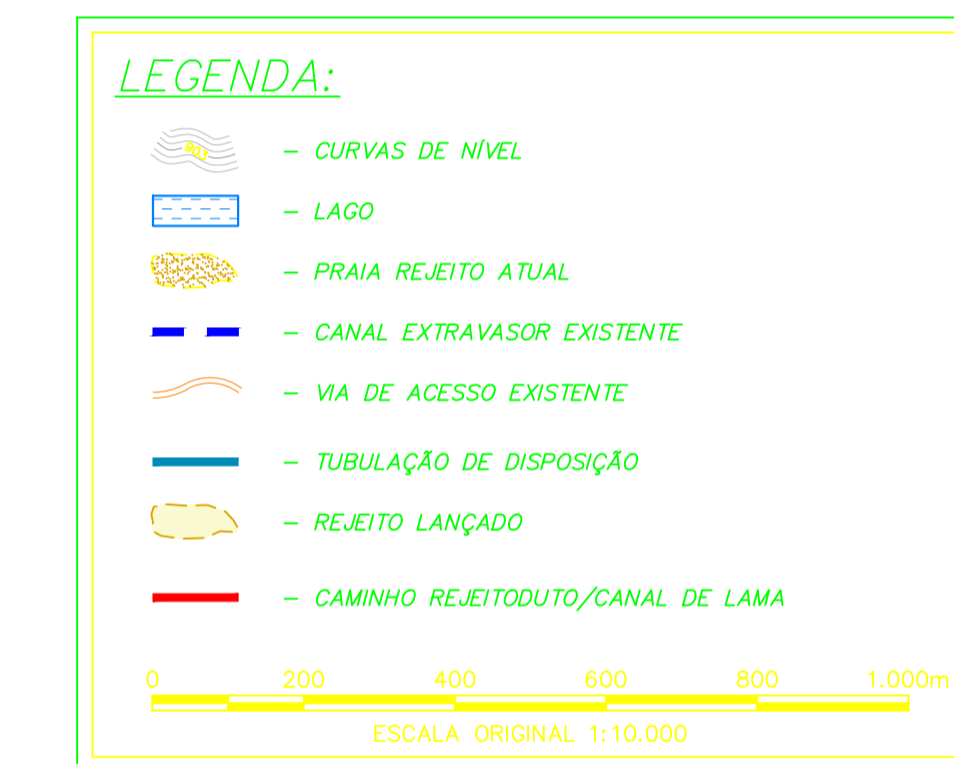 LEGENDA:
903
- CURVAS DE NÍVEL
- LAGO
- PRAIA REJEITO ATUAL
- CANAL EXTRAVASOR EXISTENTE
- VIA DE ACESSO EXISTENTE
- TUBULAÇÃO DE DISPOSIÇÃO
- REJEITO LANÇADO
- CAMINHO REJEITODUTO/CANAL DE LAMA
0 200 400 600 800 1.000m
ESCALA ORIGINAL 1:10.000